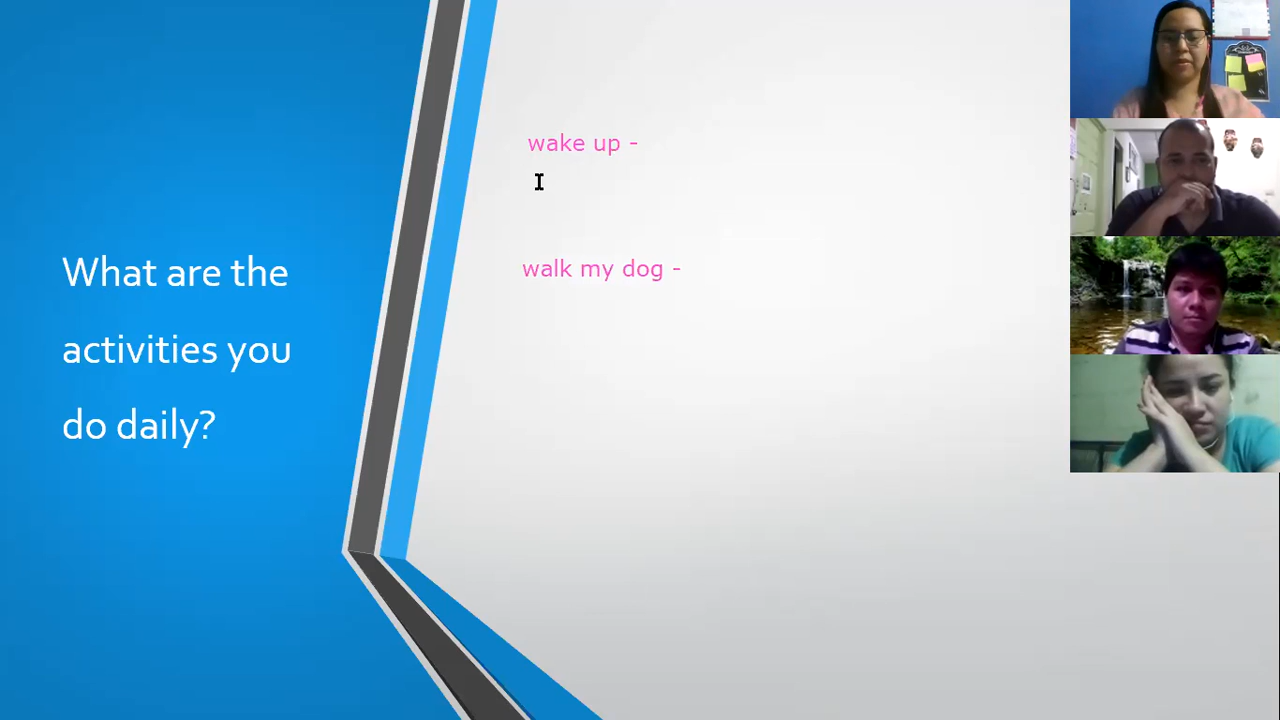 What are the
activities you
do daily?
wake up -
walk my dog -